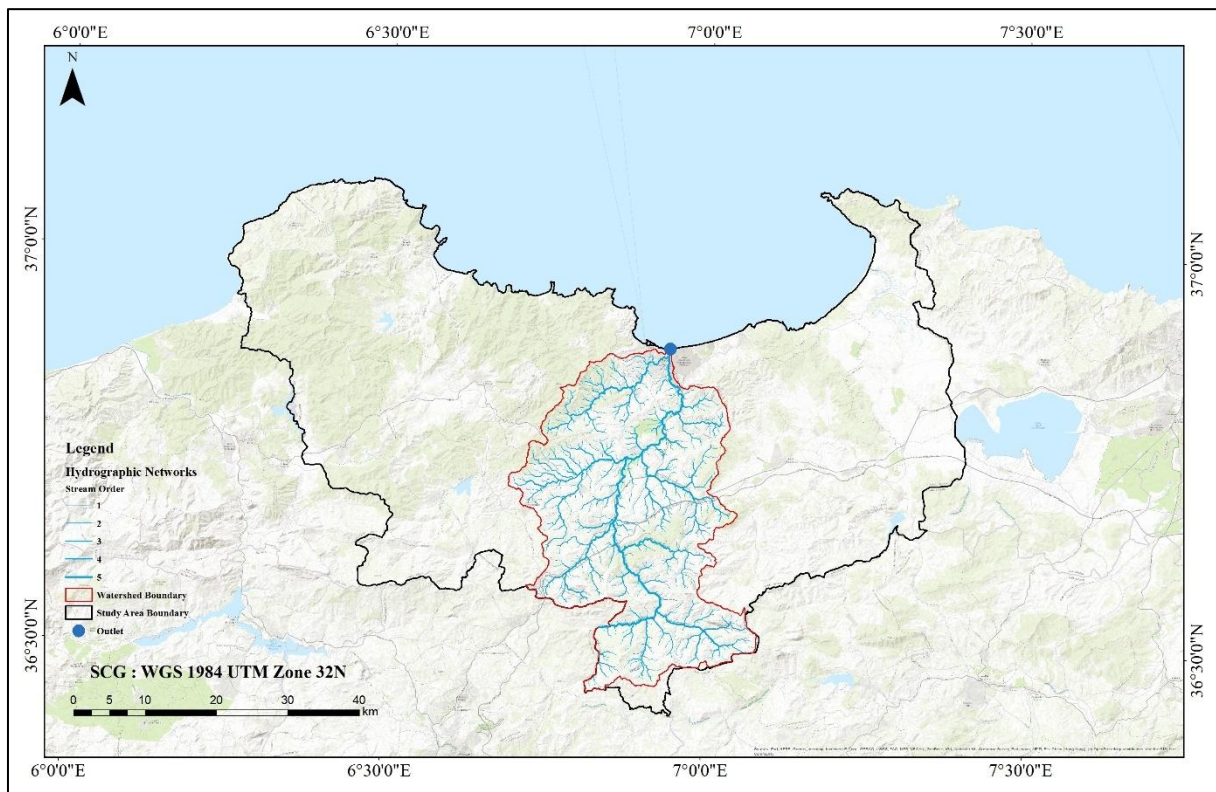 6°0'0"E 6°30'0"E 7°0'0"E 7°30'0"E
N
37°0'0"N
37°0'0"N
Legend
Hydrographic Networks
Stream Order
1
2
3
4
5
Watershed Boundary
Study Area Boundary
Outlet
36°30'0"N
36°30'0"N
SCG : WGS 1984 UTM Zone 32N
0 5 10 20 30 40
km
6°0'0"E 6°30'0"E 7°0'0"E 7°30'0"E